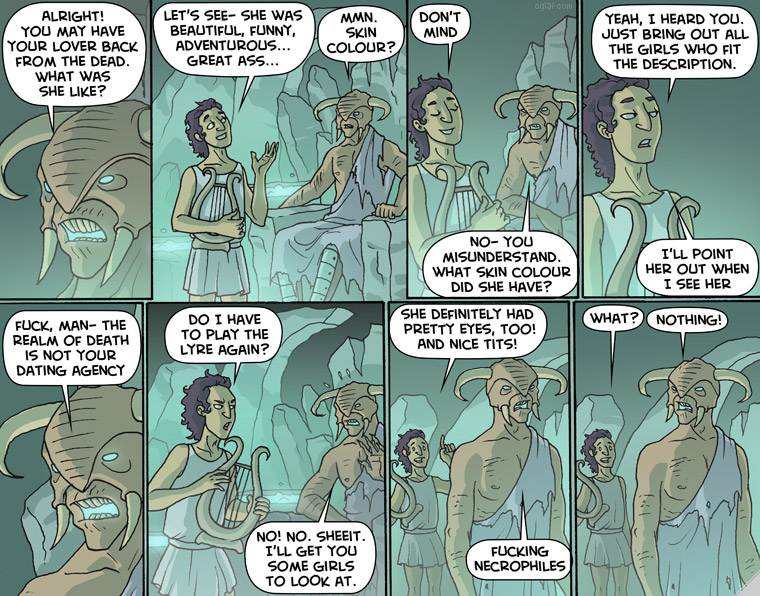 oglaf.com
ALRIGHT!
YOU MAY HAVE
YOUR LOVER BACK
FROM THE DEAD.
WHAT WAS
SHE LIKE?
LET'S SEE- SHE WAS
BEAUTIFUL, FUNNY,
ADVENTUROUS...
GREAT ASS...
MMN.
SKIN
COLOUR?
DON'T
MIND
NO- YOU
MISUNDERSTAND.
WHAT SKIN COLOUR
DID SHE HAVE?
YEAH, I HEARD YOU.
JUST BRING OUT ALL
THE GIRLS WHO FIT
THE DESCRIPTION.
I'LL POINT
HER OUT WHEN
I SEE HER
FUCK, MAN- THE
REALM OF DEATH
IS NOT YOUR
DATING AGENCY
DO I HAVE
TO PLAY THE
LYRE AGAIN?
NO! NO. SHEEIT.
I'LL GET YOU
SOME GIRLS
TO LOOK AT.
SHE DEFINITELY HAD
PRETTY EYES, TOO!
AND NICE TITS!
FUCKING
NECROPHILES
WHAT?
NOTHING!